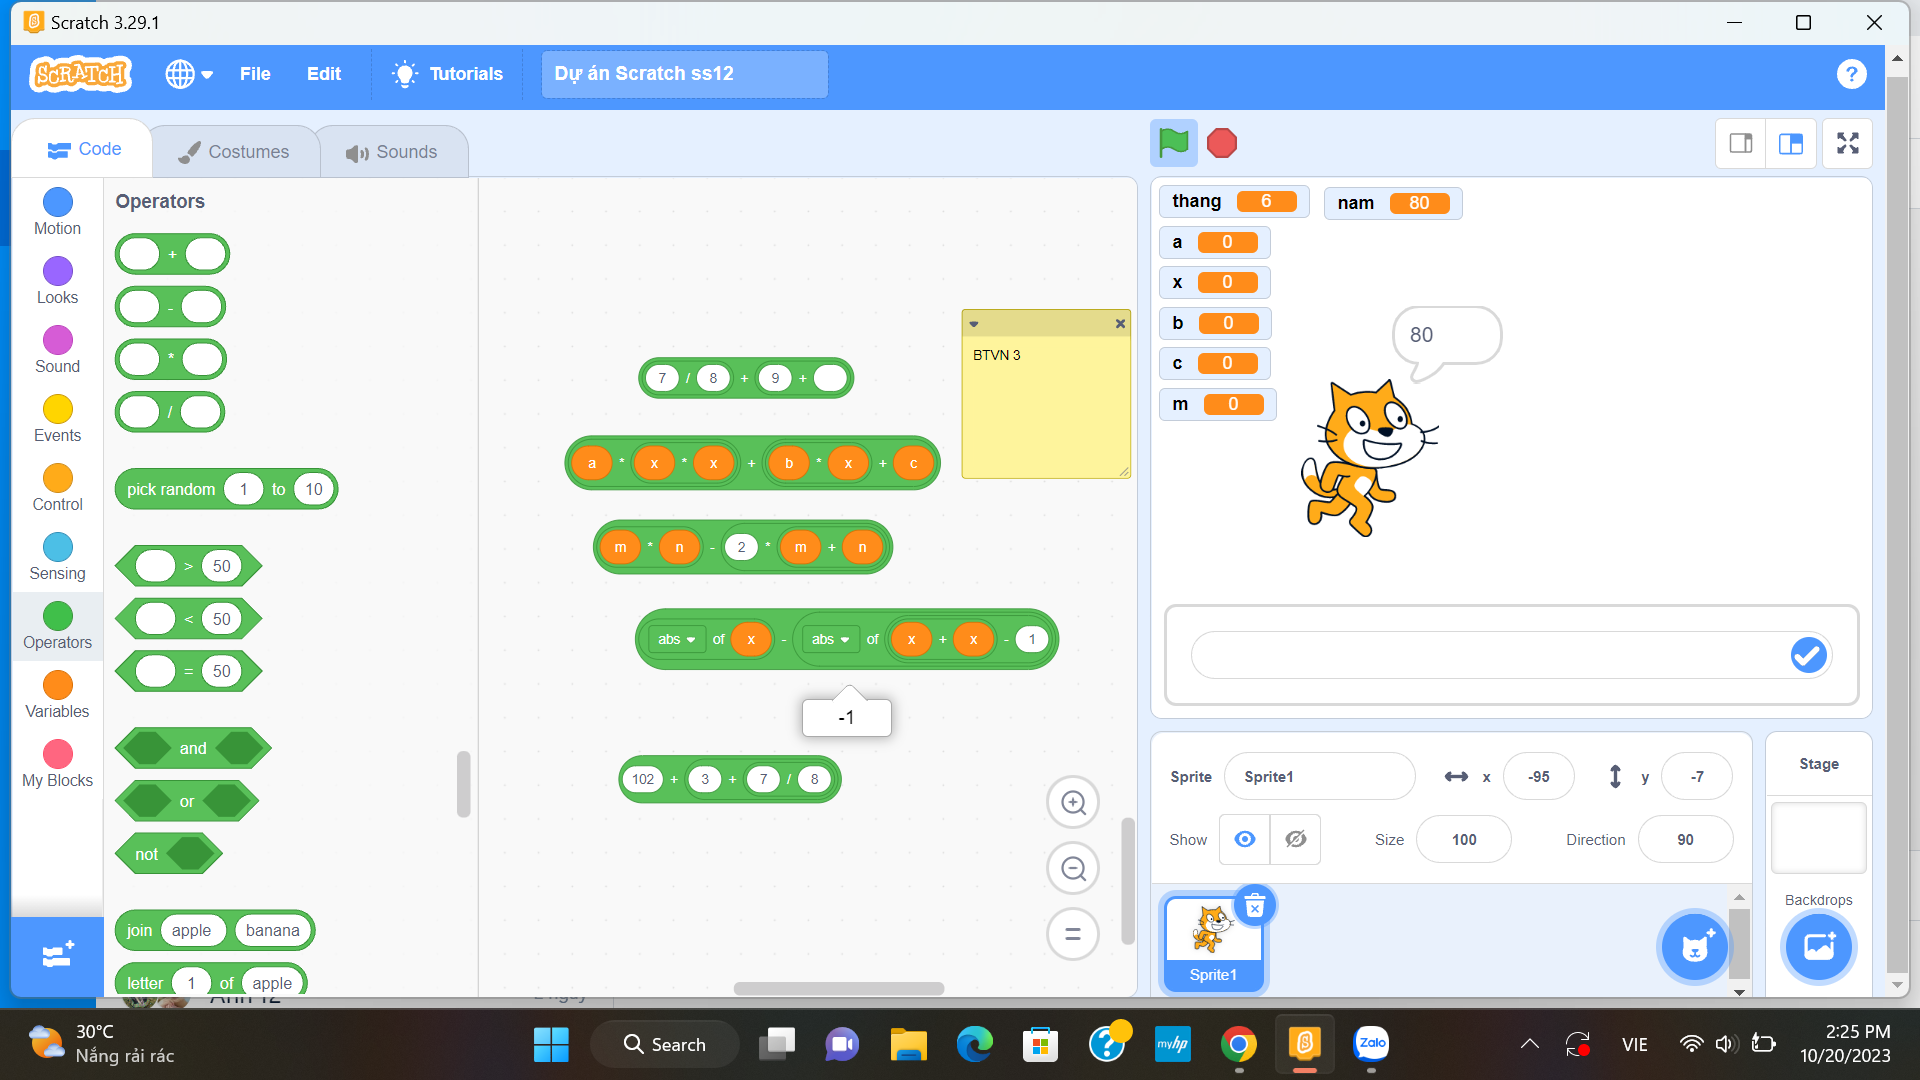 Scratch 3.29.1
SCRATCH
File
Edit
Tutorials
Dự án Scratch ss12
?
Code
Costumes
Sounds
Motion
Looks
Sound
Events
Control
Sensing
Operators
Variables
My Blocks
Operators
+
-
*
/
pick random 1 to 10
> 50
< 50
= 50
and
or
not
join apple banana
letter 1 of apple
7 / 8 + 9 +
a * x * x + b * x + c
m * n - 2 * m + n
abs of x - abs of x + x - 1
-1
102 + 3 + 7 / 8
BTVN 3
thang 6
nam 80
a 0
x 0
b 0
c 0
m 0
80
Sprite Sprite1
x -95
y -7
Show
Size 100
Direction 90
Sprite1
Stage
Backdrops
30°C
Nắng rải rác
Search
myhp
Zalo
VIE
2:25 PM
10/20/2023